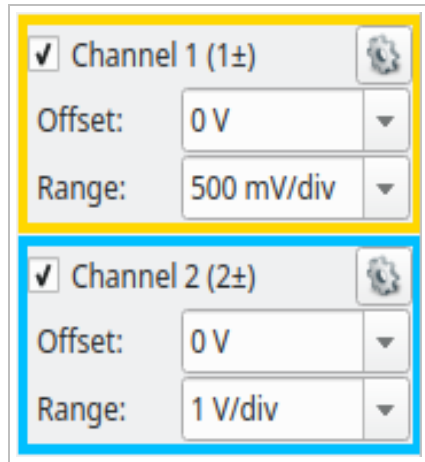 Channel 1 (1±)
Offset: 0 V
Range: 500 mV/div
Channel 2 (2±)
Offset: 0 V
Range: 1 V/div